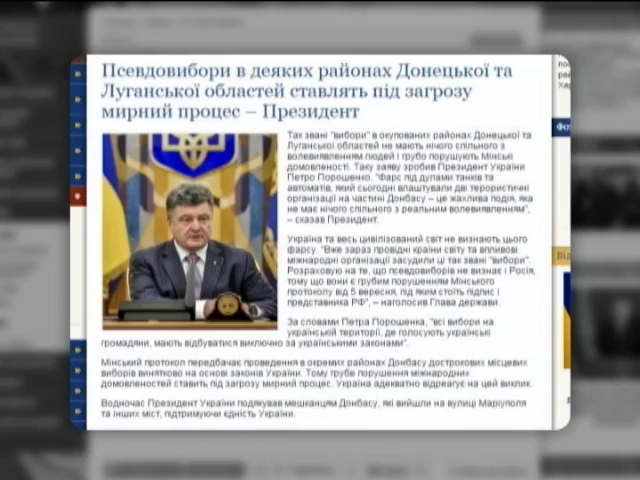 Псевдовибори в деяких районах Донецької та
Луганської областей ставлять під загрозу
мирний процес – Президент
Так звані "вибори" в окупованих районах Донецької та
Луганської областей не мають нічого спільного з
волевиявленням людей і грубо порушують Мінські
домовленості. Таку заяву зробив Президент України
Петро Порошенко. "Фарс під дулами танків та
автоматів, який сьогодні влаштували дві терористичні
організації на частині Донбасу – це жахлива подія, яка
не має нічого спільного з реальним волевиявленням",
– сказав Президент.
Україна та весь цивілізований світ не визнають цього
фарсу. "Вже зараз провідні країни світу та впливові
міжнародні організації засудили ці так звані "вибори".
Розраховую на те, що псевдовиборів не визнає і Росія,
тому що вони є грубим порушенням Мінського
протоколу від 5 вересня, під яким стоїть підпис і
представника РФ", – наголосив Глава держави.
За словами Петра Порошенка, "всі вибори на
українській території, де голосують українські
громадяни, мають відбуватися виключно за українськими законами".
Мінський протокол передбачає проведення в окремих районах Донбасу дострокових місцевих
виборів винятково на основі законів України. Тому грубе порушення міжнародних
домовленостей ставить під загрозу мирний процес. Україна адекватно відреагує на цей виклик.
Водночас Президент України подякував мешканцям Донбасу, які вийшли на вулиці Маріуполя
та інших міст, підтримуючи єдність України.